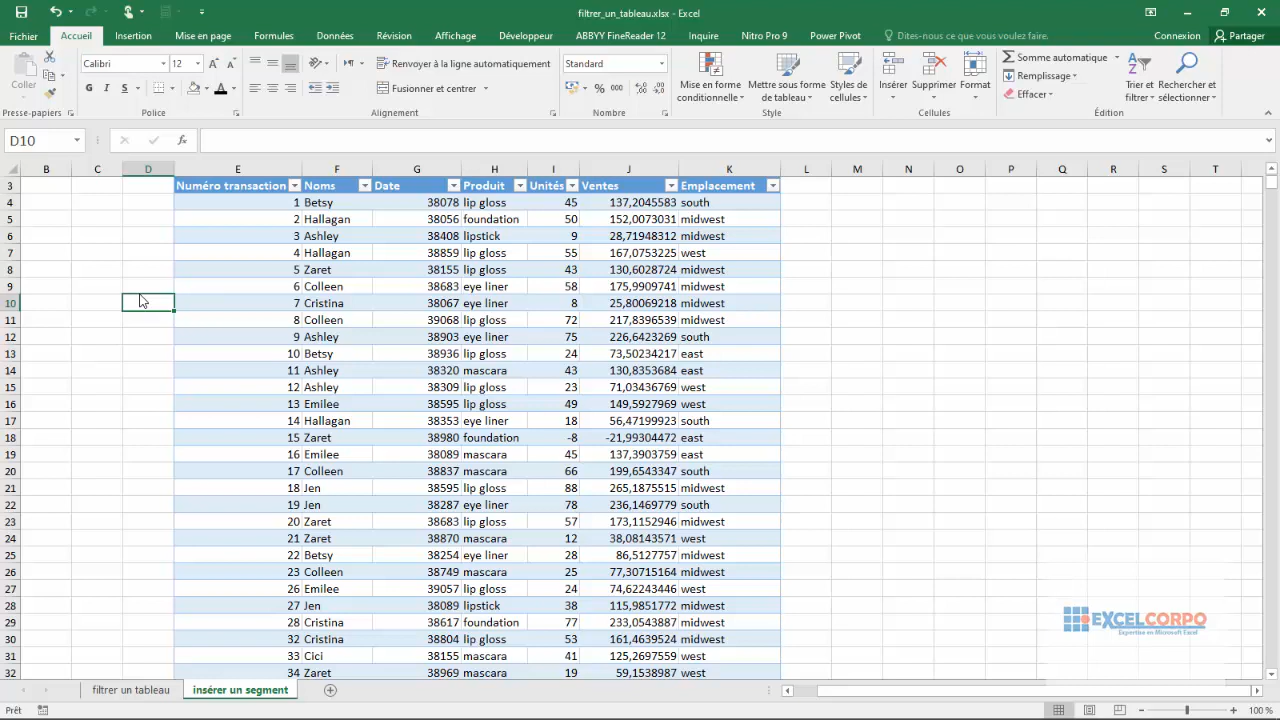 filtrer_un_tableau.xlsx - Excel
Fichier Accueil Insertion Mise en page Formules Données Révision Affichage Développeur ABBYY FineReader 12 Inquire Nitro Pro 9 Power Pivot Dites-nous ce que vous voulez faire. Connexion Partager
Coller
Calibri 12
Renvoyer à la ligne automatiquement
Standard
Mise en forme conditionnelle
Mettre sous forme de tableau
Styles de cellules
Insérer Supprimer Format
Somme automatique
Remplissage
Effacer
Trier et filtrer
Rechercher et sélectionner
G I S
Fusionner et centrer
% 000
Presse-papiers Police Alignement Nombre Style Cellules Édition
D10 fx
B C D E F G H I J K L M N O P Q R S T
3 Numéro transaction Noms Date Produit Unités Ventes Emplacement
4 1 Betsy 38078 lip gloss 45 137,2045583 south
5 2 Hallagan 38056 foundation 50 152,0073031 midwest
6 3 Ashley 38408 lipstick 9 28,71948312 midwest
7 4 Hallagan 38859 lip gloss 55 167,0753225 west
8 5 Zaret 38155 lip gloss 43 130,6028724 midwest
9 6 Colleen 38683 eye liner 58 175,9909741 midwest
10 7 Cristina 38067 eye liner 8 25,80069218 midwest
11 8 Colleen 39068 lip gloss 72 217,8396539 midwest
12 9 Ashley 38903 eye liner 75 226,6423269 south
13 10 Betsy 38936 lip gloss 24 73,50234217 east
14 11 Ashley 38320 mascara 43 130,8353684 east
15 12 Ashley 38309 lip gloss 23 71,03436769 west
16 13 Emilee 38595 lip gloss 49 149,5927969 west
17 14 Hallagan 38353 eye liner 18 56,47199923 south
18 15 Zaret 38980 foundation -8 -21,99304472 east
19 16 Emilee 38089 mascara 45 137,3903759 east
20 17 Colleen 38837 mascara 66 199,6543347 south
21 18 Jen 38595 lip gloss 88 265,1875515 midwest
22 19 Jen 38287 eye liner 78 236,1469779 south
23 20 Zaret 38683 lip gloss 57 173,1152946 midwest
24 21 Zaret 38870 mascara 12 38,08143571 west
25 22 Betsy 38254 eye liner 28 86,5127757 midwest
26 23 Colleen 38749 mascara 25 77,30715164 midwest
27 26 Emilee 39057 lip gloss 24 74,62243446 west
28 27 Jen 38089 lipstick 38 115,9851772 midwest
29 28 Cristina 17 foundation 77 233,0543387 midwest
30 32 Cristina 38804 lip gloss 53 161,4639524 midwest
31 33 Cici 38155 mascara 41 125,2697559 west
32 34 Zaret 38969 mascara 19 59,1538987 west
EXCELCORPO
Expertise en Microsoft Excel
filtrer un tableau insérer un segment
Prêt 100 %